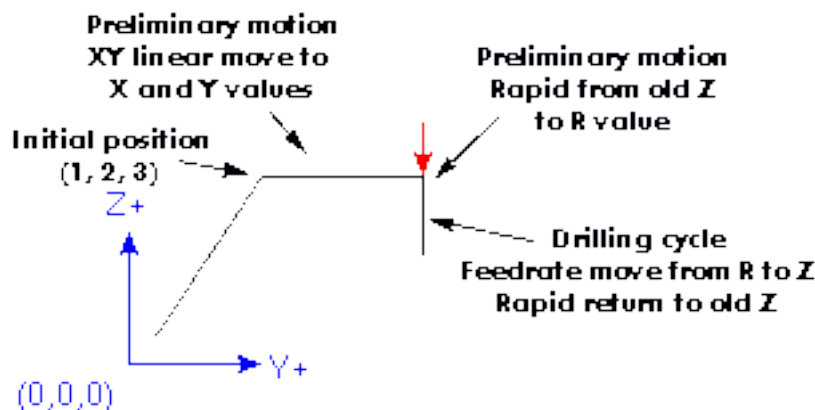 Preliminary motion
XY linear move to
X and Y values
Preliminary motion
Rapid from old Z
to R value
Initial position
(1, 2, 3)
Z+
Drilling cycle
Feedrate move from R to Z
Rapid return to old Z
Y+
(0,0,0)